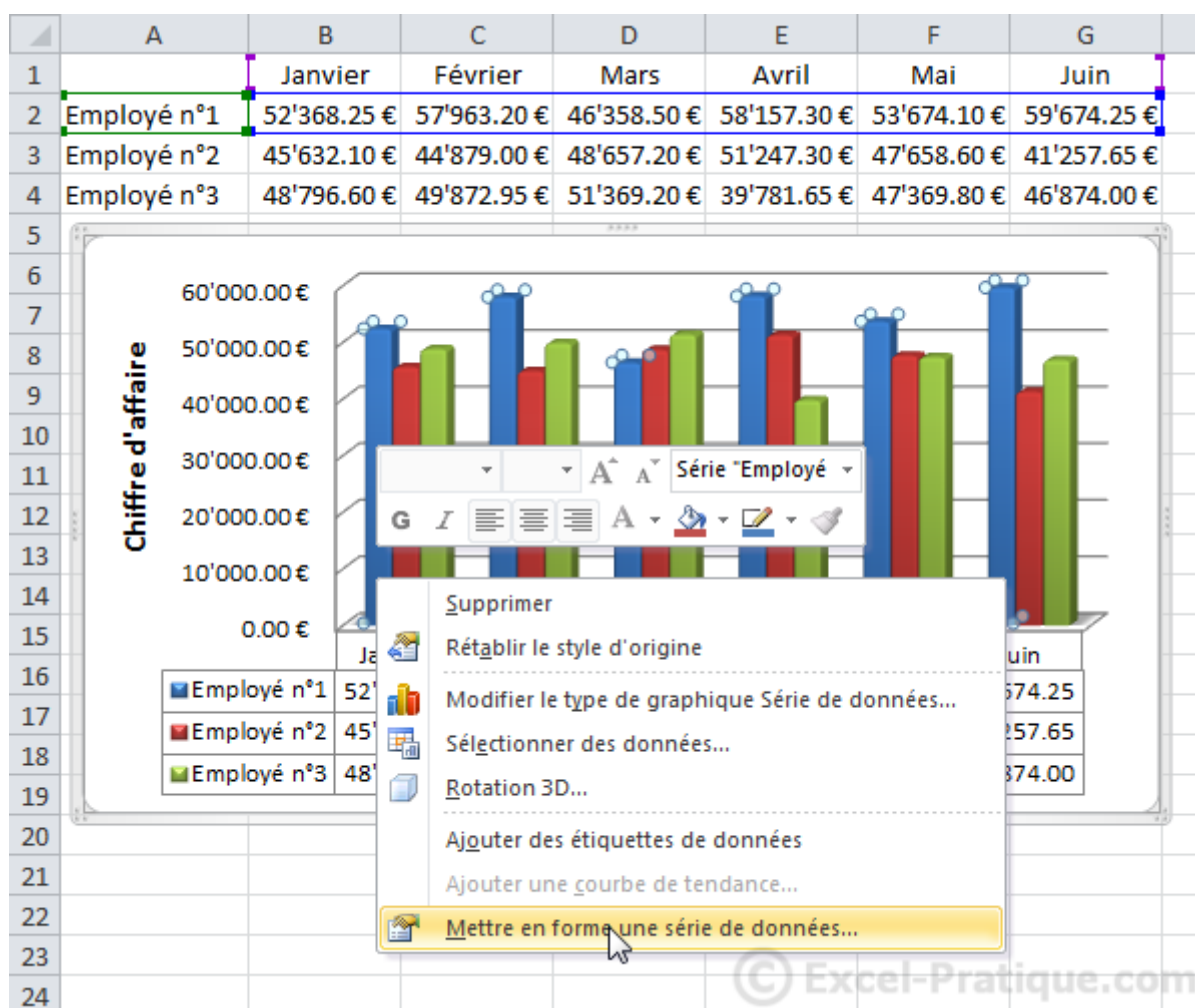 A B C D E F G
1 Janvier Février Mars Avril Mai Juin
2 Employé n°1 52'368.25 € 57'963.20 € 46'358.50 € 58'157.30 € 53'674.10 € 59'674.25 €
3 Employé n°2 45'632.10 € 44'879.00 € 48'657.20 € 51'247.30 € 47'658.60 € 41'257.65 €
4 Employé n°3 48'796.60 € 49'872.95 € 51'369.20 € 39'781.65 € 47'369.80 € 46'874.00 €
5
6
7
8
9
10
11
12
13
14
15
16
17
18
19
20
21
22
23
24
Chiffre d'affaire
60'000.00 €
50'000.00 €
40'000.00 €
30'000.00 €
20'000.00 €
10'000.00 €
0.00 €
Série "Employé
G I A
Ja uin
Employé n°1 52' 574.25
Employé n°2 45' 257.65
Employé n°3 48' 874.00
Supprimer
Rétablir le style d'origine
Modifier le type de graphique Série de données...
Sélectionner des données...
Rotation 3D...
Ajouter des étiquettes de données
Ajouter une courbe de tendance...
Mettre en forme une série de données...
© Excel-Pratique.com